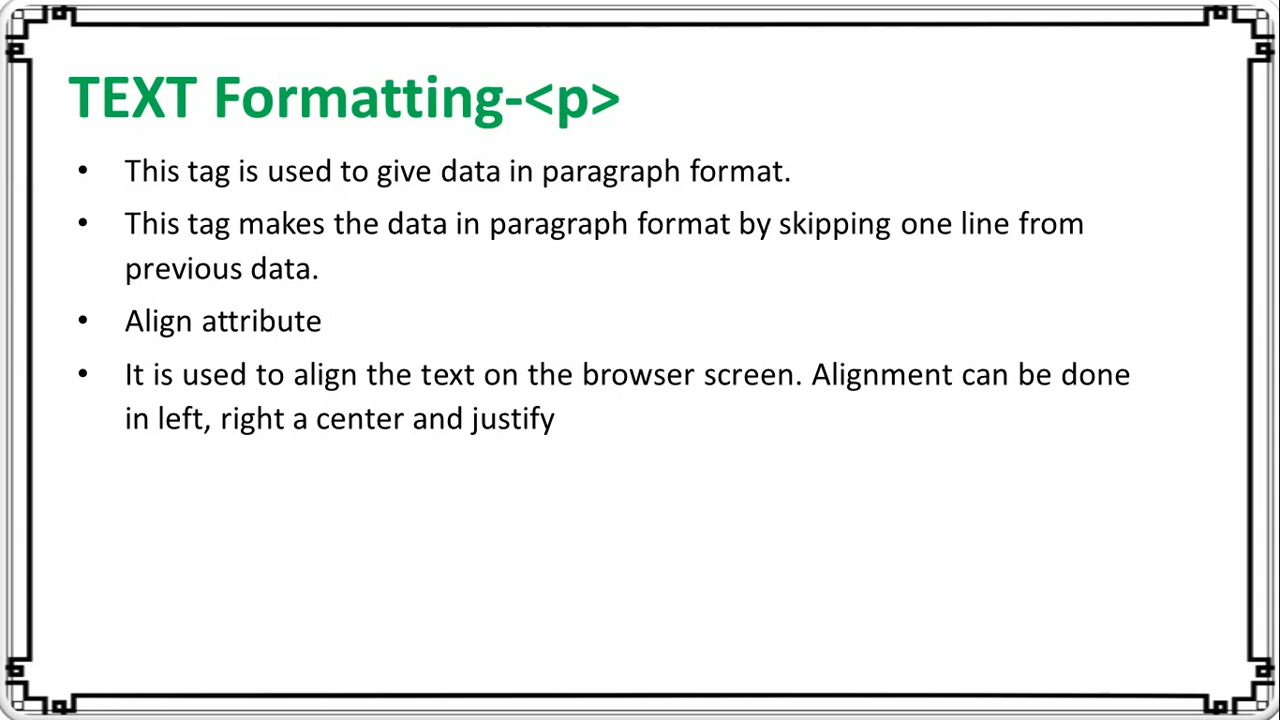 TEXT Formatting-<p>
• This tag is used to give data in paragraph format.
• This tag makes the data in paragraph format by skipping one line from
previous data.
• Align attribute
• It is used to align the text on the browser screen. Alignment can be done
in left, right a center and justify